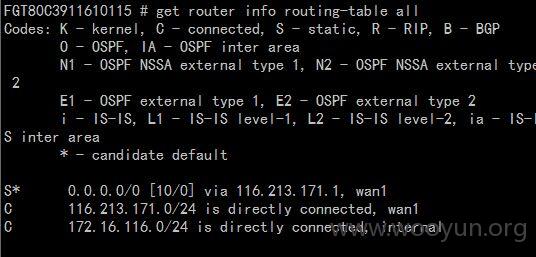 FGT80C3911610115 # get router info routing-table all
Codes: K - kernel, C - connected, S - static, R - RIP, B - BGP
O - OSPF, IA - OSPF inter area
N1 - OSPF NSSA external type 1, N2 - OSPF NSSA external type
2
E1 - OSPF external type 1, E2 - OSPF external type 2
i - IS-IS, L1 - IS-IS level-1, L2 - IS-IS level-2, ia - IS-I
S inter area
* - candidate default
S* 0.0.0.0/0 [10/0] via 116.213.171.1, wan1
C 116.213.171.0/24 is directly connected, wan1
C 172.16.116.0/24 is directly connected, internal
www.wooyun.org